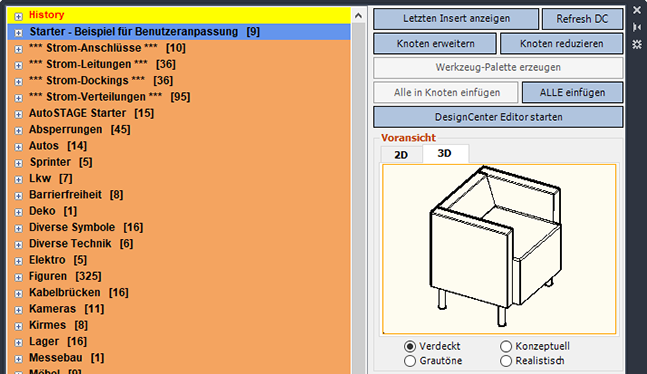 History
Starter - Beispiel für Benutzeranpassung [9]
*** Strom-Anschlüsse *** [10]
*** Strom-Leitungen *** [36]
*** Strom-Dockings *** [36]
*** Strom-Verteilungen *** [95]
AutoSTAGE Starter [15]
Absperrungen [45]
Autos [14]
Sprinter [5]
Lkw [7]
Barrierfreiheit [8]
Deko [1]
Diverse Symbole [16]
Diverse Technik [6]
Elektro [5]
Figuren [325]
Kabelbrücken [16]
Kameras [11]
Kirmes [8]
Lager [16]
Messebau [1]
Möbel [9]
Letzten Insert anzeigen Refresh DC
Knoten erweitern Knoten reduzieren
Werkzeug-Palette erzeugen
Alle in Knoten einfügen ALLE einfügen
DesignCenter Editor starten
Voransicht
2D 3D
Verdeckt Konzeptuell
Grautöne Realistisch